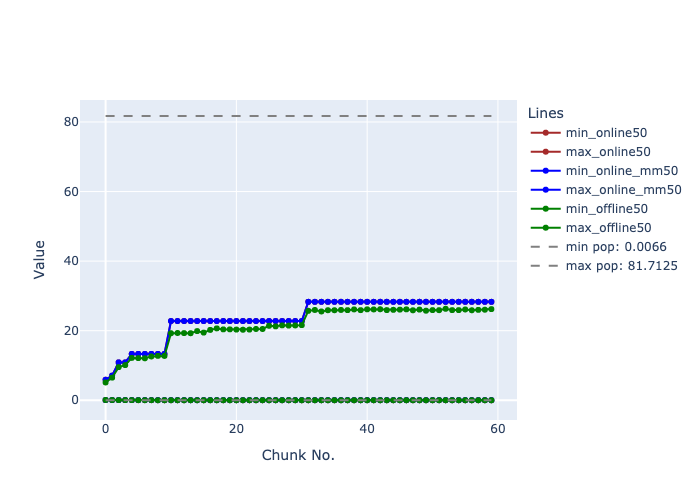 Lines
min_online50
max_online50
min_online_mm50
max_online_mm50
min_offline50
max_offline50
min pop: 0.0066
max pop: 81.7125
Value
80
60
40
20
0
0
20
40
60
Chunk No.